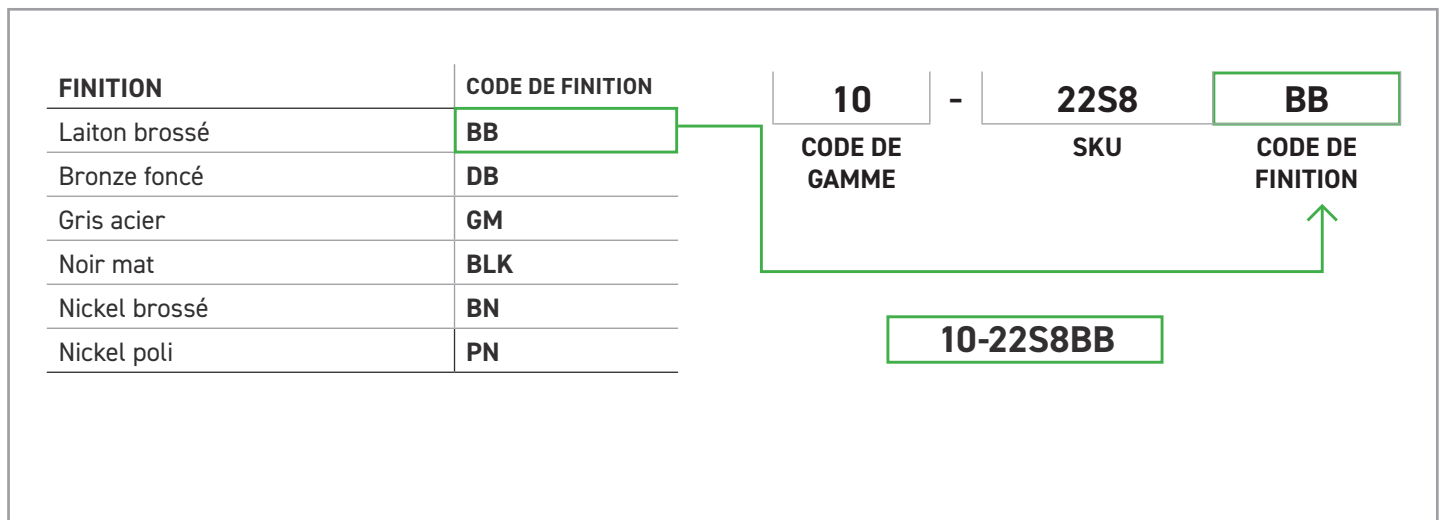 FINITION CODE DE FINITION
Laiton brossé BB
Bronze foncé DB
Gris acier GM
Noir mat BLK
Nickel brossé BN
Nickel poli PN
10 - 22S8 BB
CODE DE GAMME SKU CODE DE FINITION
10-22S8BB